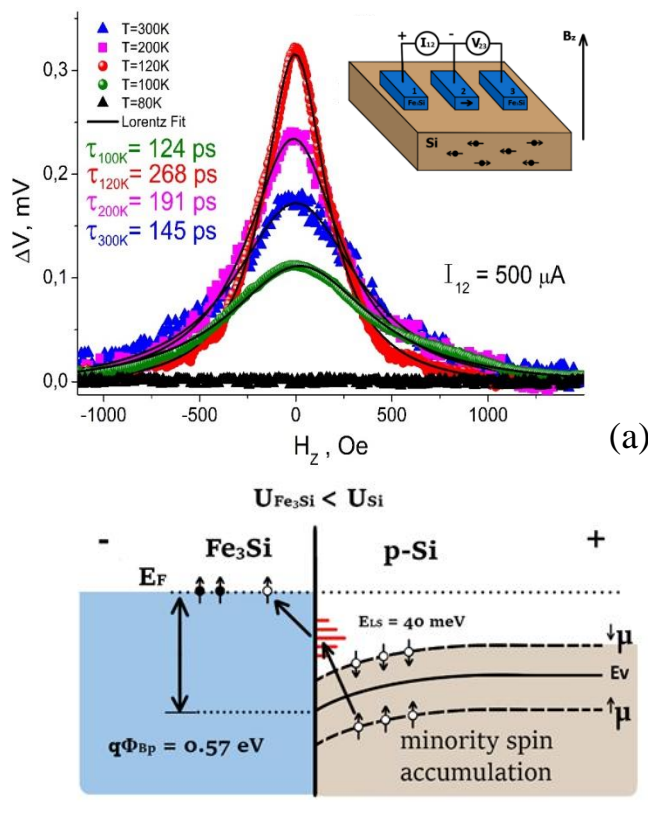 T=300K
T=200K
T=120K
T=100K
T=80K
Lorentz Fit
τ100K= 124 ps
τ120K= 268 ps
τ200K= 191 ps
τ300K= 145 ps
0,3
0,2
0,1
0,0
ΔV, mV
-1000 -500 0 500 1000
Hz , Oe
I12 = 500 μA
+ I12 - V23 +
Bz
1 2 3
Fe3Si Fe3Si
Si
(a)
UFe3Si < USi
- Fe3Si p-Si +
EF
ELS = 40 meV
↓μ
Ev
↑μ
qΦBp = 0.57 eV
minority spin
accumulation